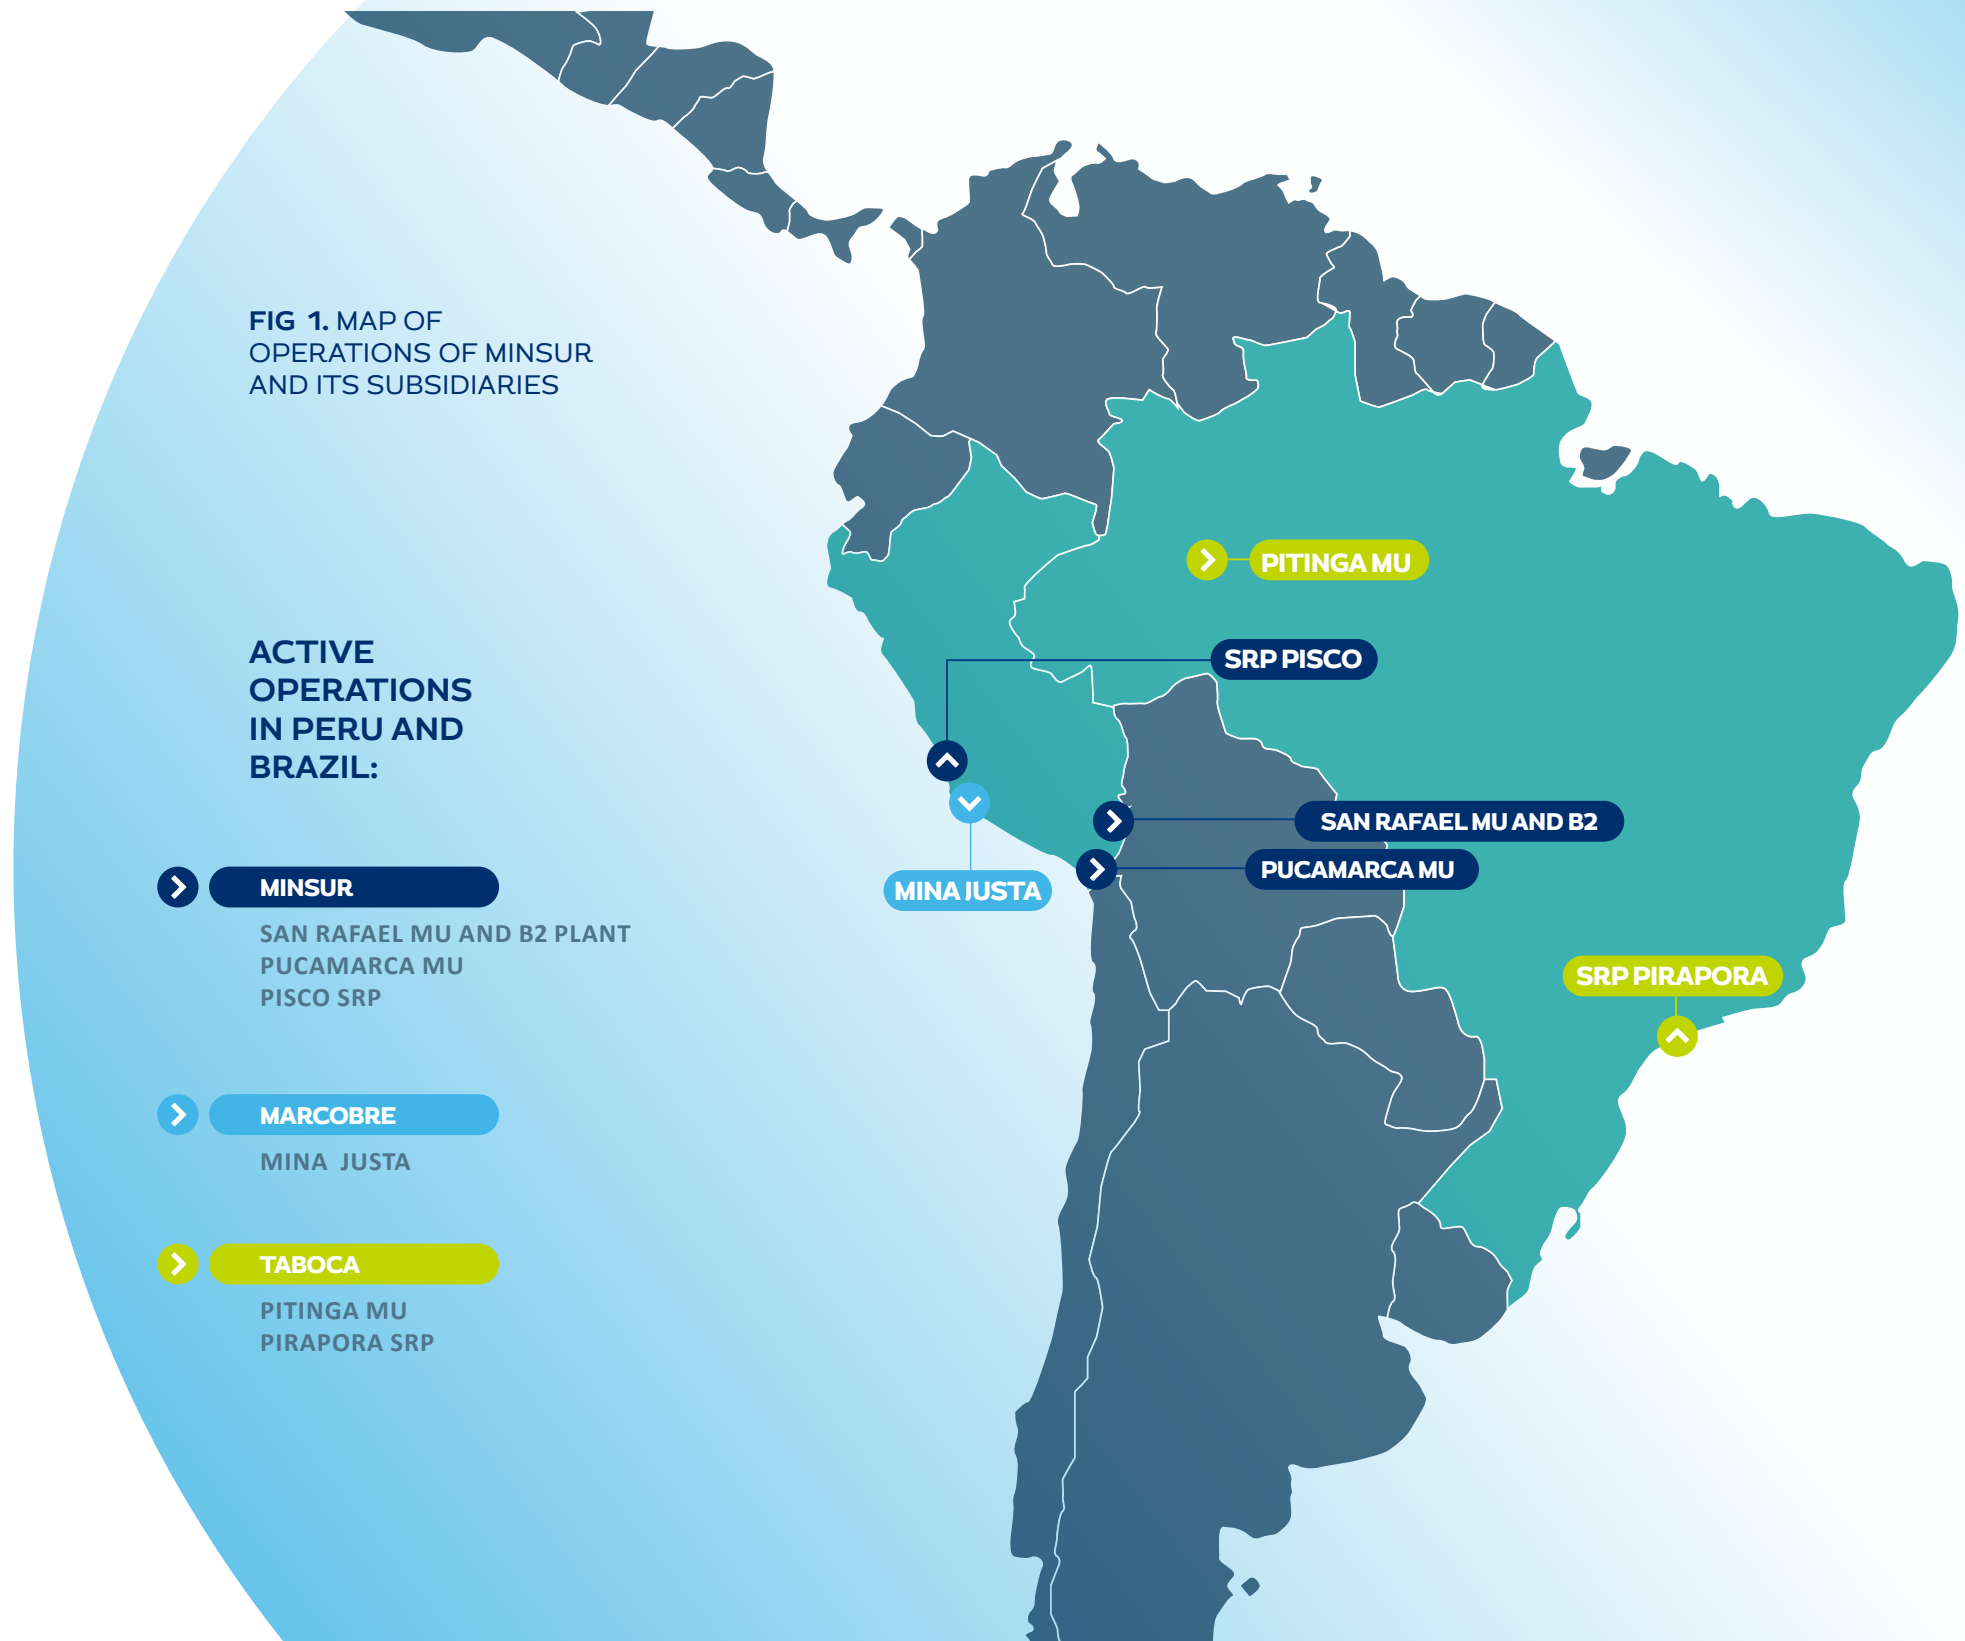 FIG 1. MAP OF
OPERATIONS OF MINSUR
AND ITS SUBSIDIARIES
ACTIVE
OPERATIONS
IN PERU AND
BRAZIL:
MINSUR
SAN RAFAEL MU AND B2 PLANT
PUCAMARCA MU
PISCO SRP
MARCOBRE
MINA JUSTA
TABOCA
PITINGA MU
PIRAPORA SRP
PITINGA MU
SRP PISCO
SAN RAFAEL MU AND B2
PUCAMARCA MU
MINA JUSTA
SRP PIRAPORA